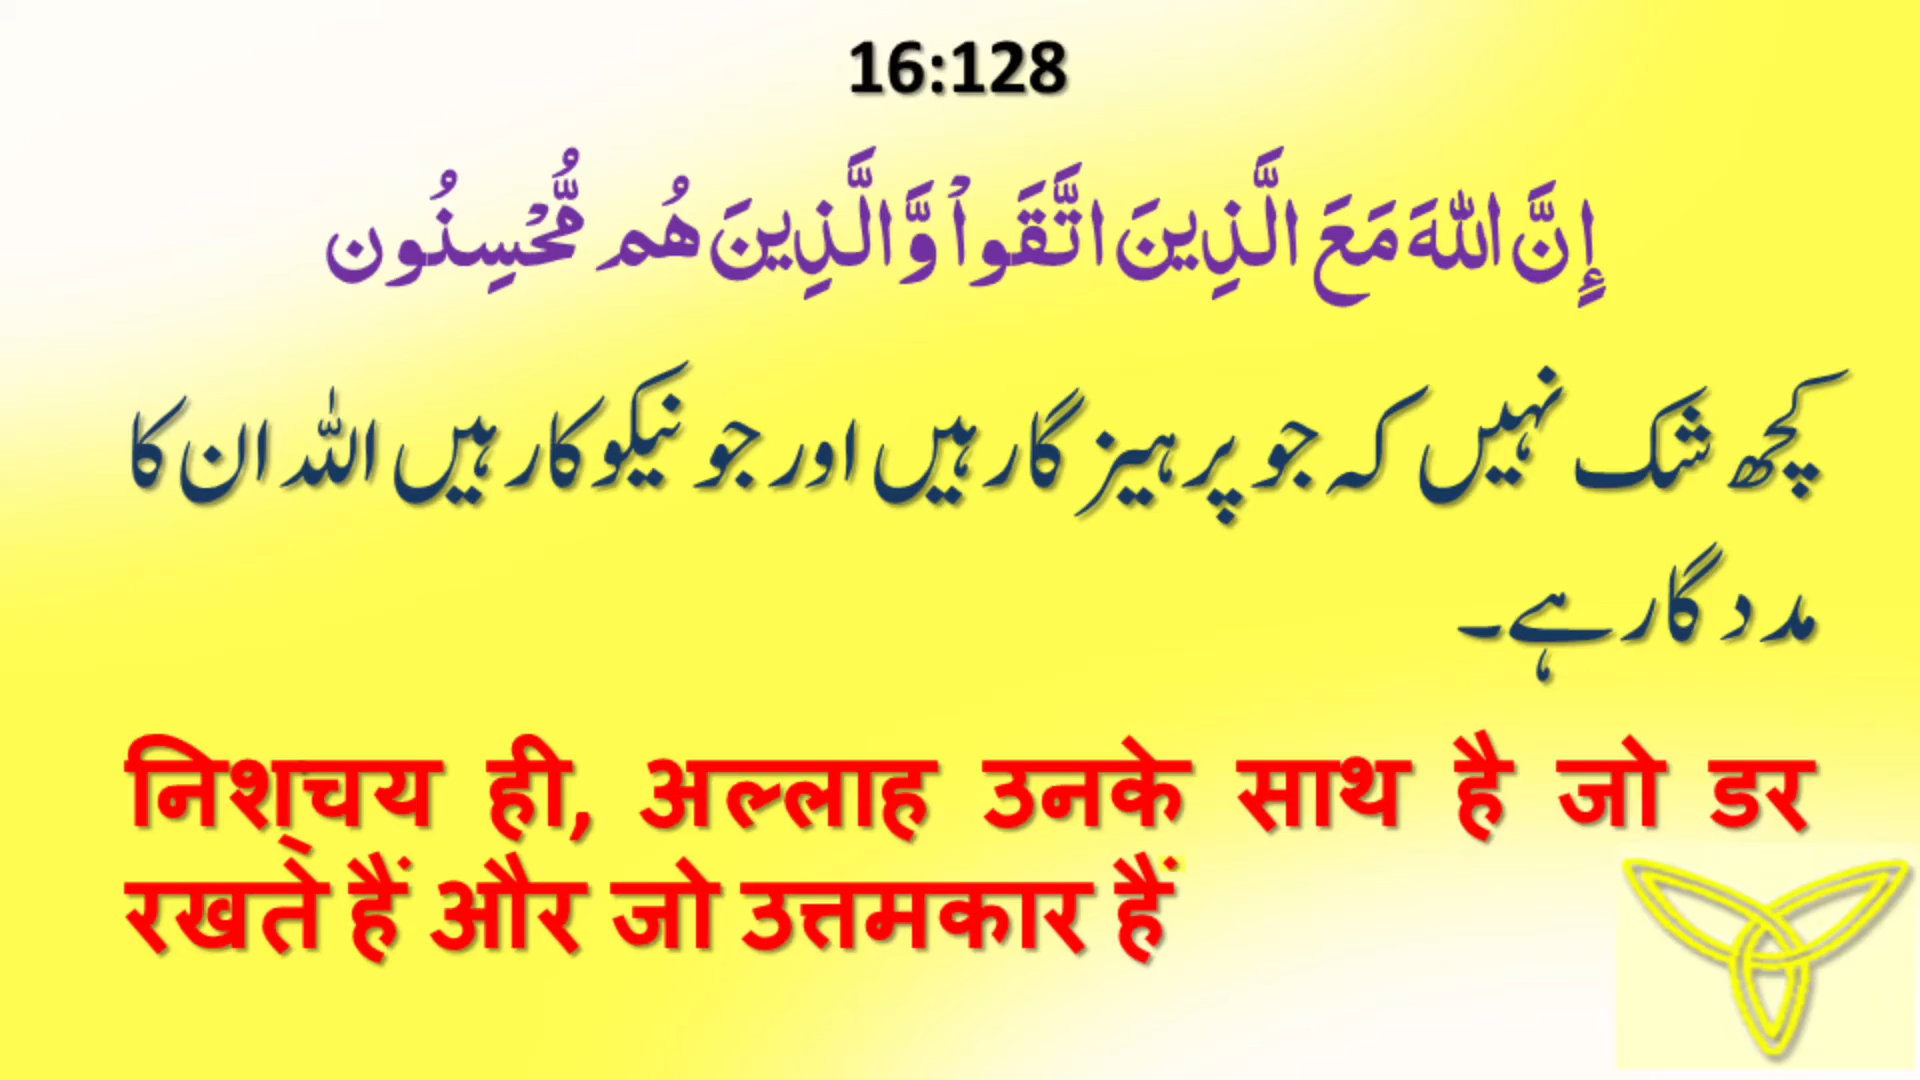 16:128
إِنَّ اللّهَ مَعَ الَّذِينَ اتَّقَواْ وَّالَّذِينَ هُم مُّحْسِنُون
کچھ شک نہیں کہ جو پرہیزگار ہیں اور جو نیکوکار ہیں اللہ ان کا
مددگار ہے۔
निश्चय ही, अल्लाह उनके साथ है जो डर
रखते हैं और जो उत्तमकार हैं